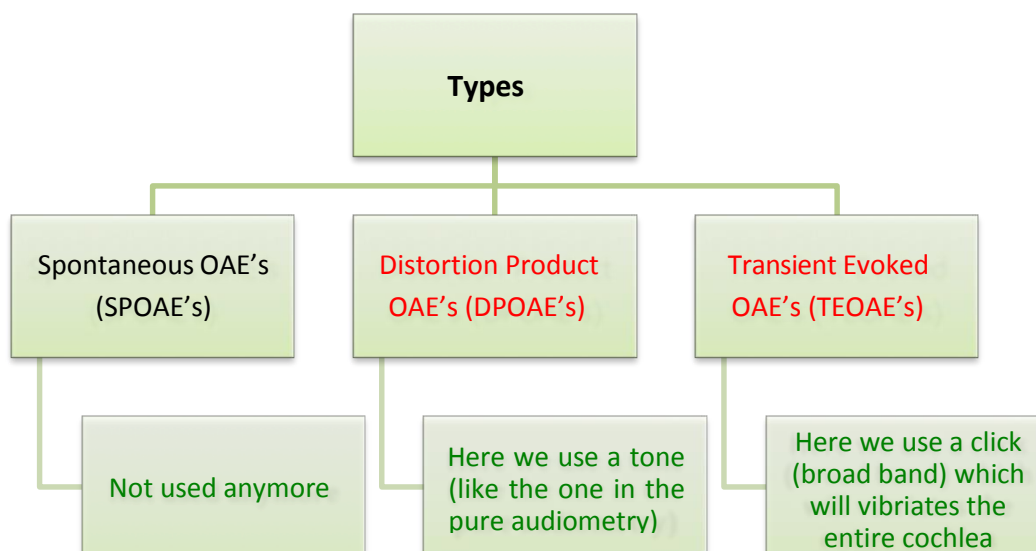 Types
Spontaneous OAE’s
(SPOAE’s)
Distortion Product
OAE’s (DPOAE’s)
Transient Evoked
OAE’s (TEOAE’s)
Not used anymore
Here we use a tone
(like the one in the
pure audiometry)
Here we use a click
(broad band) which
will vibriates the
entire cochlea